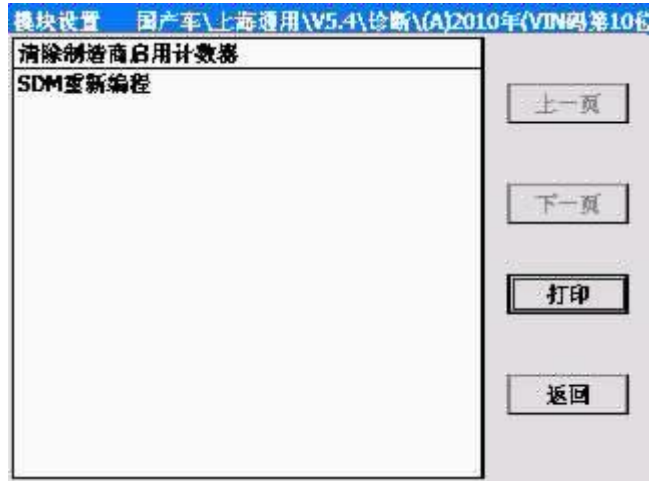 模块设置 国产车\上海通用\V5.4\诊断\(A)2010年(VIN码第10位
清除制造商启用计数器
SDM重新编程
上一页
下一页
打印
返回